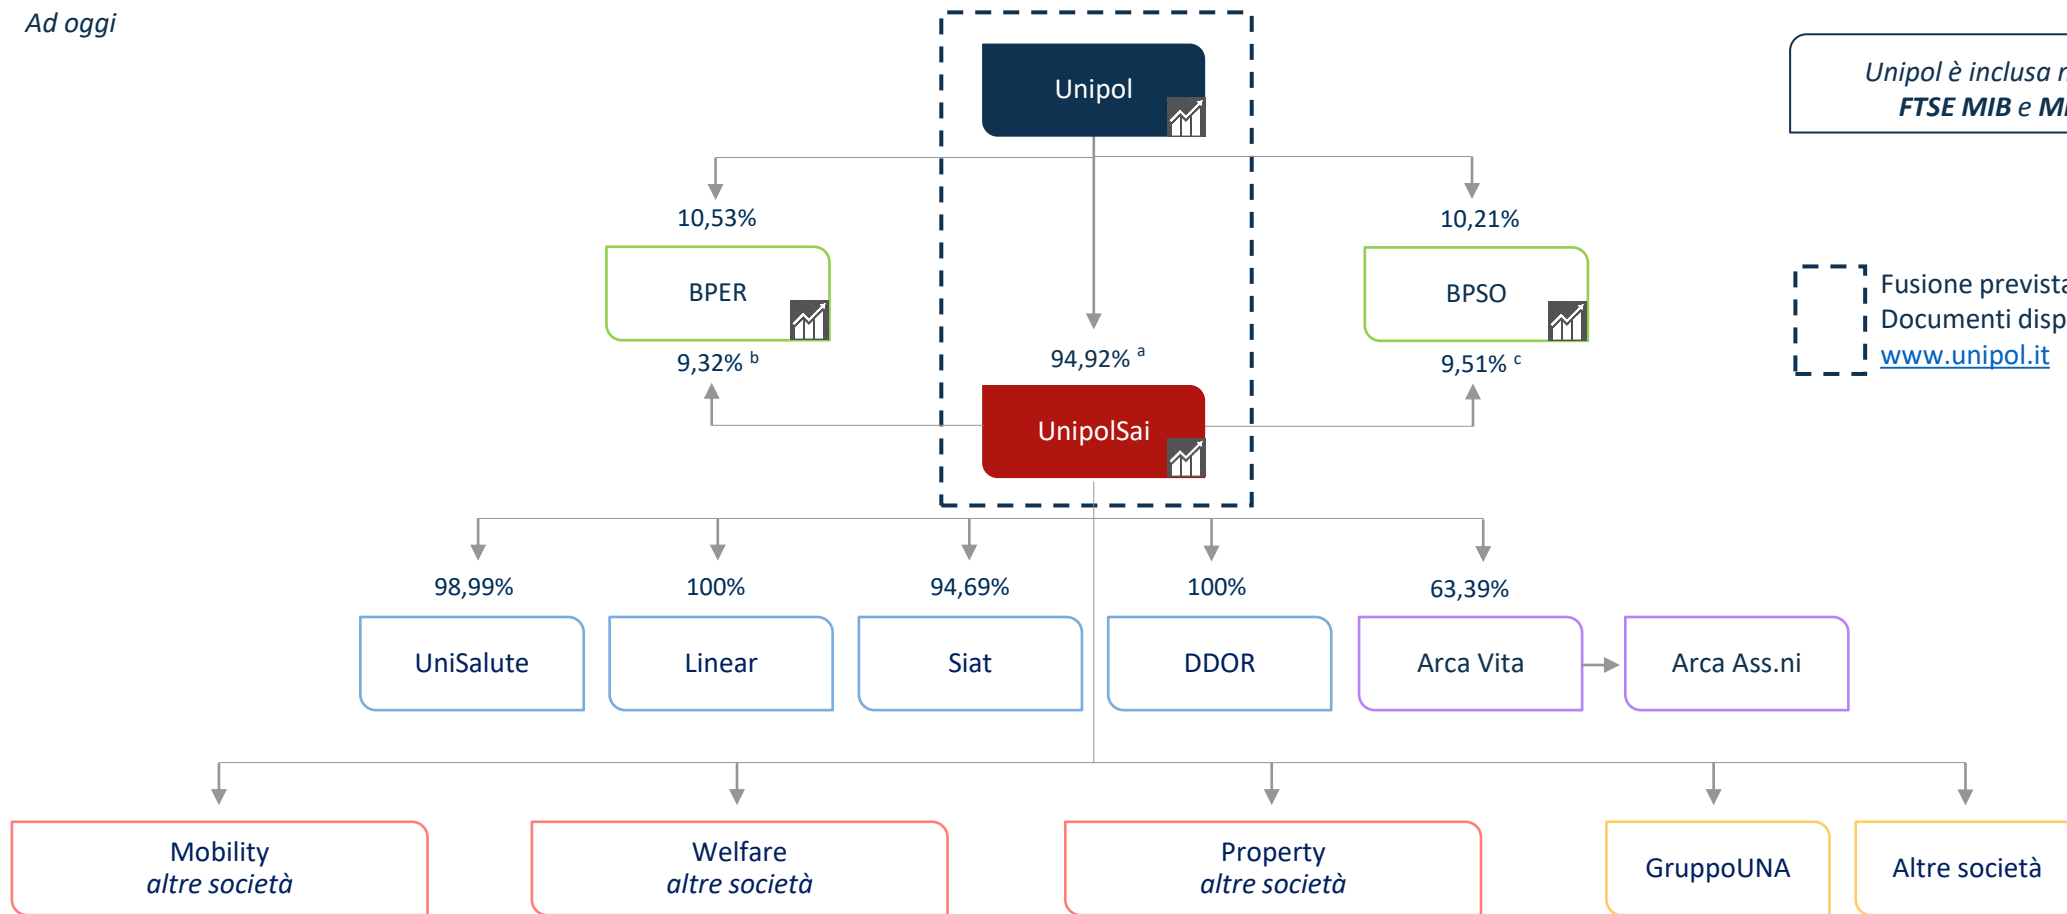 Ad oggi
Unipol
Unipol è inclusa
FTSE MIB e
10,53%
10,21%
BPER
BPSO
Fusione prevista
Documenti
www.unipol.it
9,32% b
94,92% a
9,51% c
UnipolSai
98,99%
100%
94,69%
100%
63,39%
UniSalute
Linear
Siat
DDOR
Arca Vita
Arca Ass.ni
Mobility
altre società
Welfare
altre società
Property
altre società
GruppoUNA
Altre società